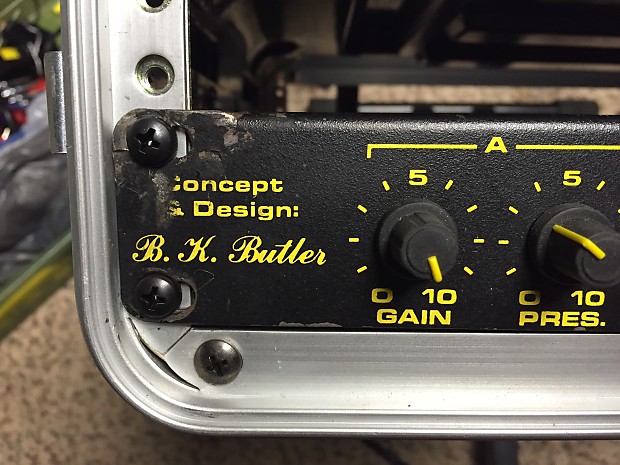 Concept
& Design:
B. K. Butler
A
5 5
0 10 0 10
GAIN PRES.